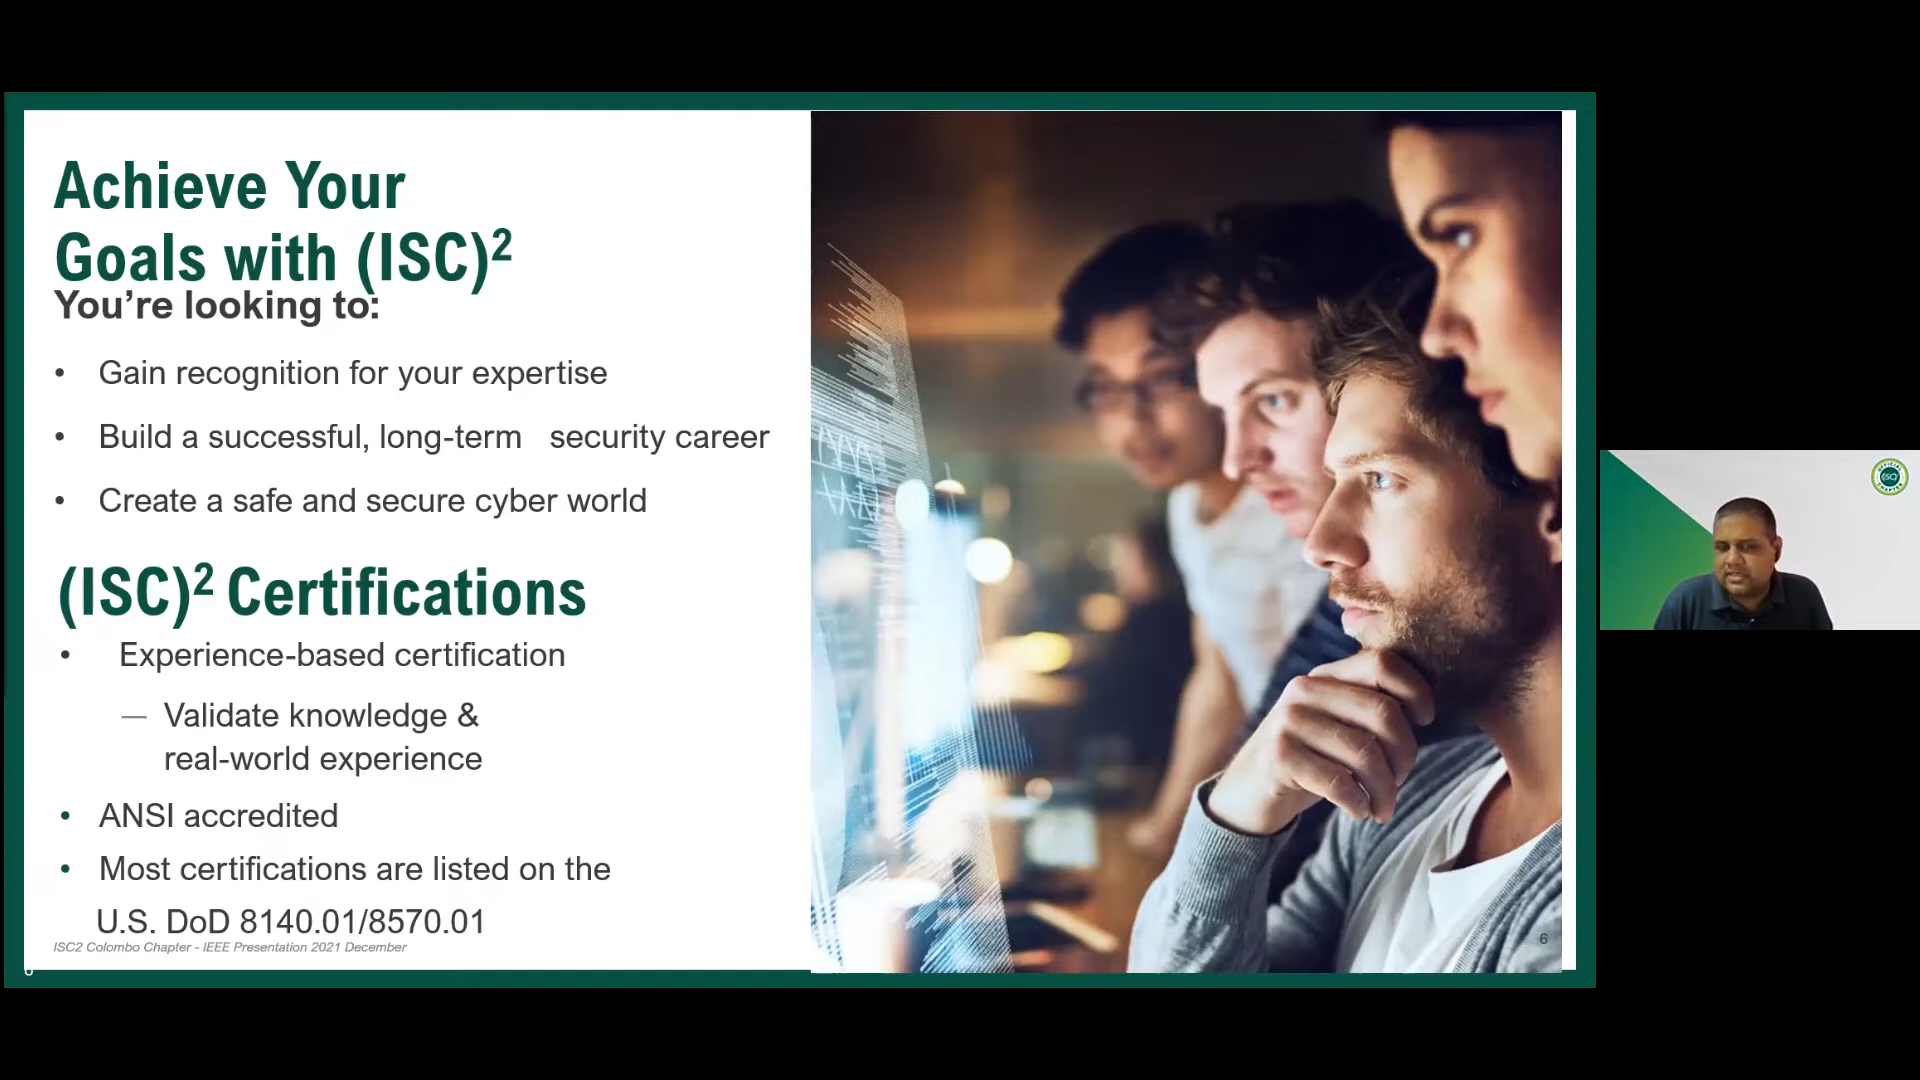 Achieve Your
Goals with (ISC)²
You’re looking to:
• Gain recognition for your expertise
• Build a successful, long-term security career
• Create a safe and secure cyber world
(ISC)² Certifications
• Experience-based certification
— Validate knowledge &
real-world experience
• ANSI accredited
• Most certifications are listed on the
U.S. DoD 8140.01/8570.01
ISC2 Colombo Chapter - IEEE Presentation 2021 December
6